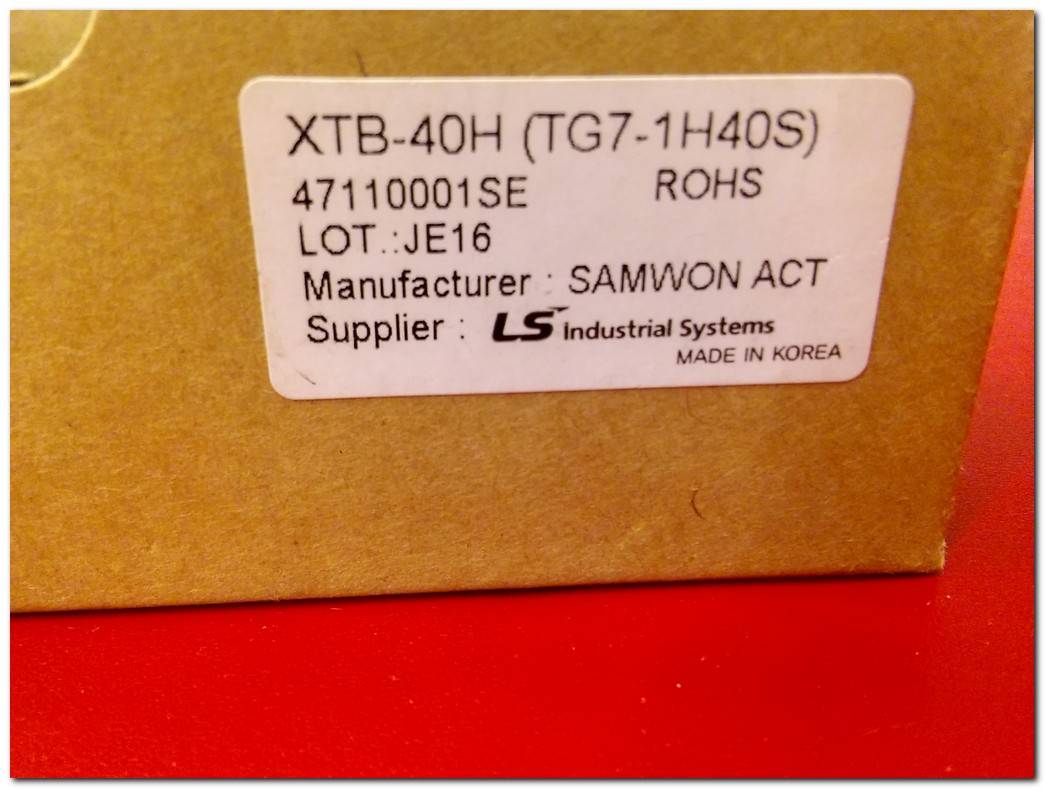 XTB-40H (TG7-1H40S)
47110001SE ROHS
LOT.:JE16
Manufacturer : SAMWON ACT
Supplier : LS Industrial Systems
MADE IN KOREA